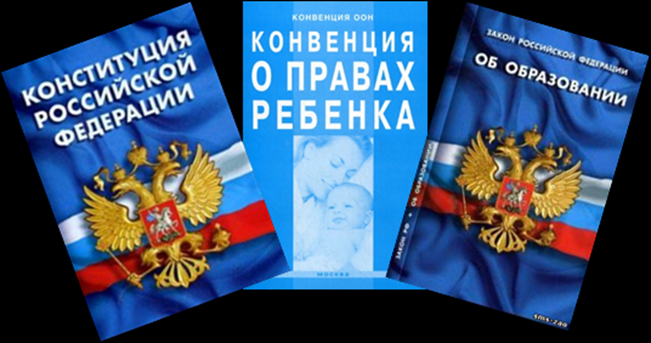 КОНСТИТУЦИЯ
РОССИЙСКОЙ
ФЕДЕРАЦИИ
КОНВЕНЦИЯ ООН
КОНВЕНЦИЯ
О ПРАВАХ
РЕБЕНКА
МОСКВА
ЗАКОН РОССИЙСКОЙ ФЕДЕРАЦИИ
ОБ ОБРАЗОВАНИИ
ЗАКОН РФ • ОБ ОБРАЗОВАНИИ